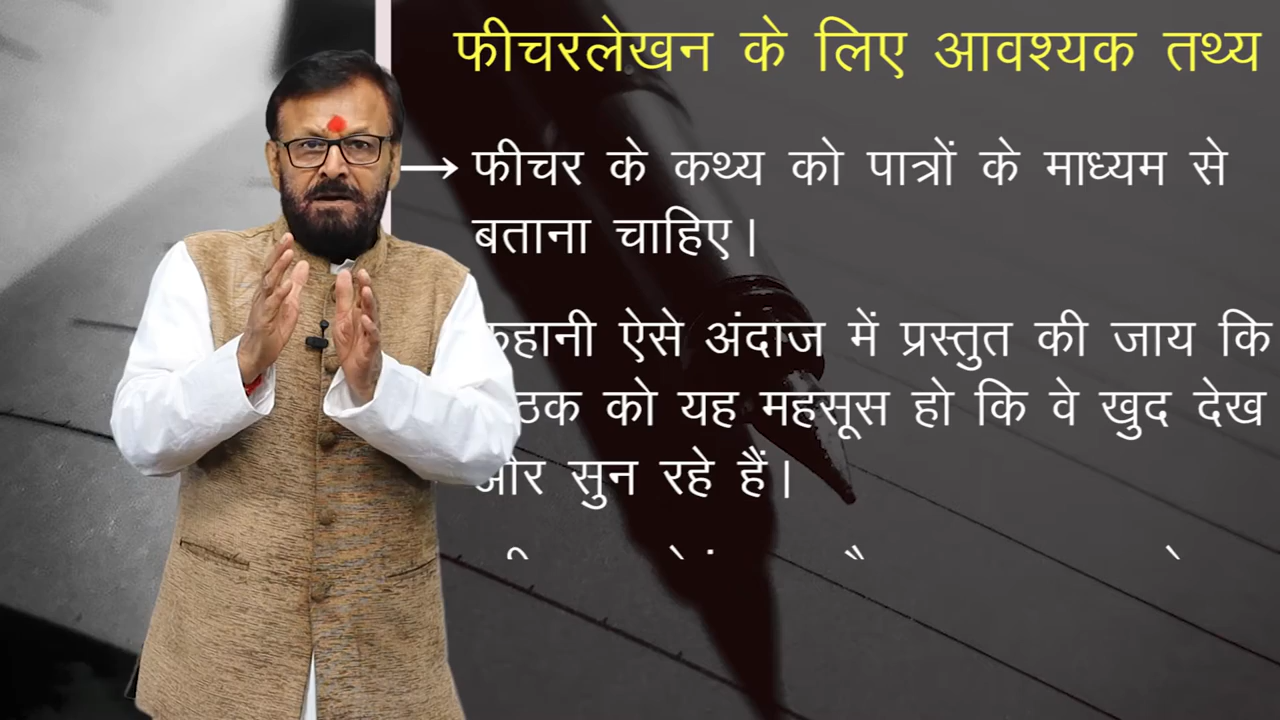 फीचरलेखन के लिए आवश्यक तथ्य
→ फीचर के कथ्य को पात्रों के माध्यम से
बताना चाहिए।
ऐसे अंदाज में प्रस्तुत की जाय कि
को यह महसूस हो कि वे खुद देख
सुन रहे हैं।